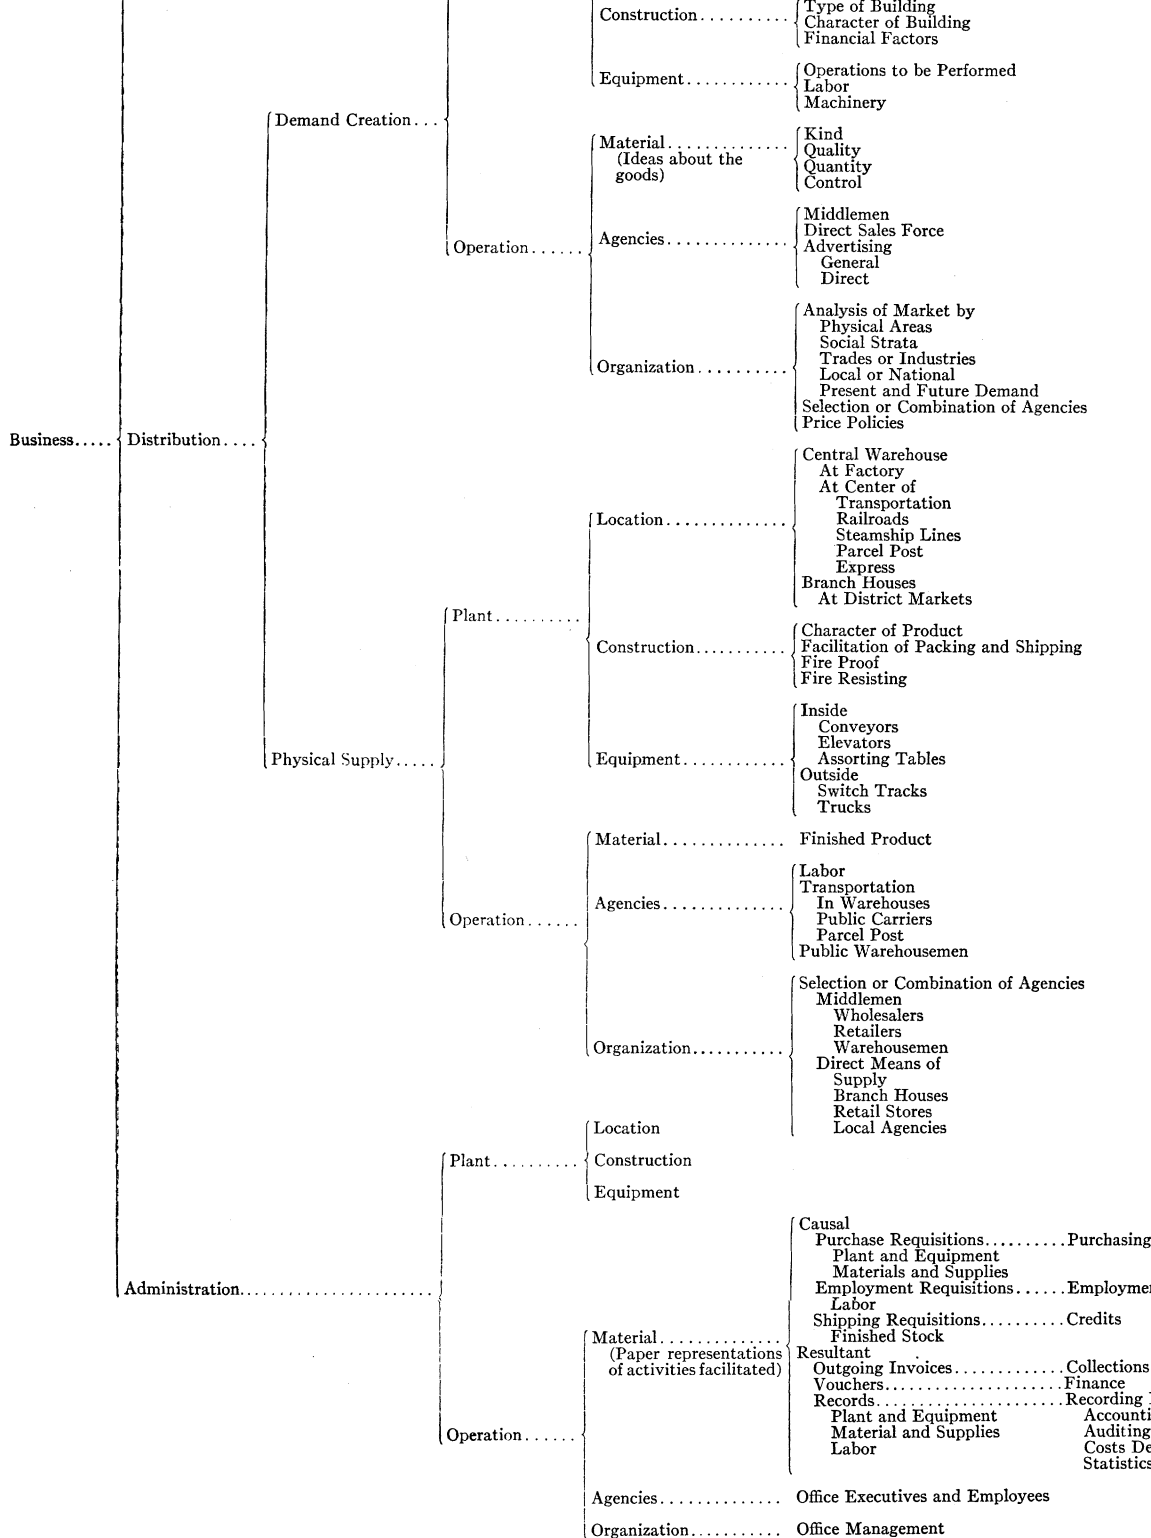 Construction..........
Type of Building
Character of Building
Financial Factors
Equipment............
Operations to be Performed
Labor
Machinery
Demand Creation...
Material..............
(Ideas about the
goods)
Kind
Quality
Quantity
Control
Operation......
Agencies..............
Middlemen
Direct Sales Force
Advertising
General
Direct
Organization..........
Analysis of Market by
Physical Areas
Social Strata
Trades or Industries
Local or National
Present and Future Demand
Selection or Combination of Agencies
Price Policies
Business.....
Distribution....
Location..............
Central Warehouse
At Factory
At Center of
Transportation
Railroads
Steamship Lines
Parcel Post
Express
Branch Houses
At District Markets
Plant..........
Construction..........
Character of Product
Facilitation of Packing and Shipping
Fire Proof
Fire Resisting
Physical Supply.....
Equipment............
Inside
Conveyors
Elevators
Assorting Tables
Outside
Switch Tracks
Trucks
Material.............. Finished Product
Operation......
Agencies..............
Labor
Transportation
In Warehouses
Public Carriers
Parcel Post
Public Warehousemen
Organization...........
Selection or Combination of Agencies
Middlemen
Wholesalers
Retailers
Warehousemen
Direct Means of
Supply
Branch Houses
Retail Stores
Local Agencies
Plant..........
Location
Construction
Equipment
Administration......................
Operation......
Material..............
(Paper representations
of activities facilitated)
Causal
Purchase Requisitions..........Purchasing
Plant and Equipment
Materials and Supplies
Employment Requisitions......Employme
Labor
Shipping Requisitions..........Credits
Finished Stock
Resultant
Outgoing Invoices............Collections
Vouchers....................Finance
Records.....................Recording
Plant and Equipment Accounti
Material and Supplies Auditing
Labor Costs De
Statistics
Agencies.............. Office Executives and Employees
Organization........... Office Management